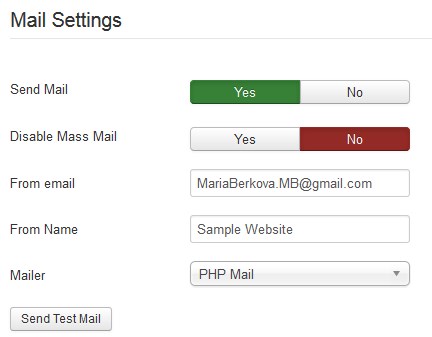 Mail Settings
Send Mail Yes No
Disable Mass Mail Yes No
From email MariaBerkova.MB@gmail.com
From Name Sample Website
Mailer PHP Mail
Send Test Mail